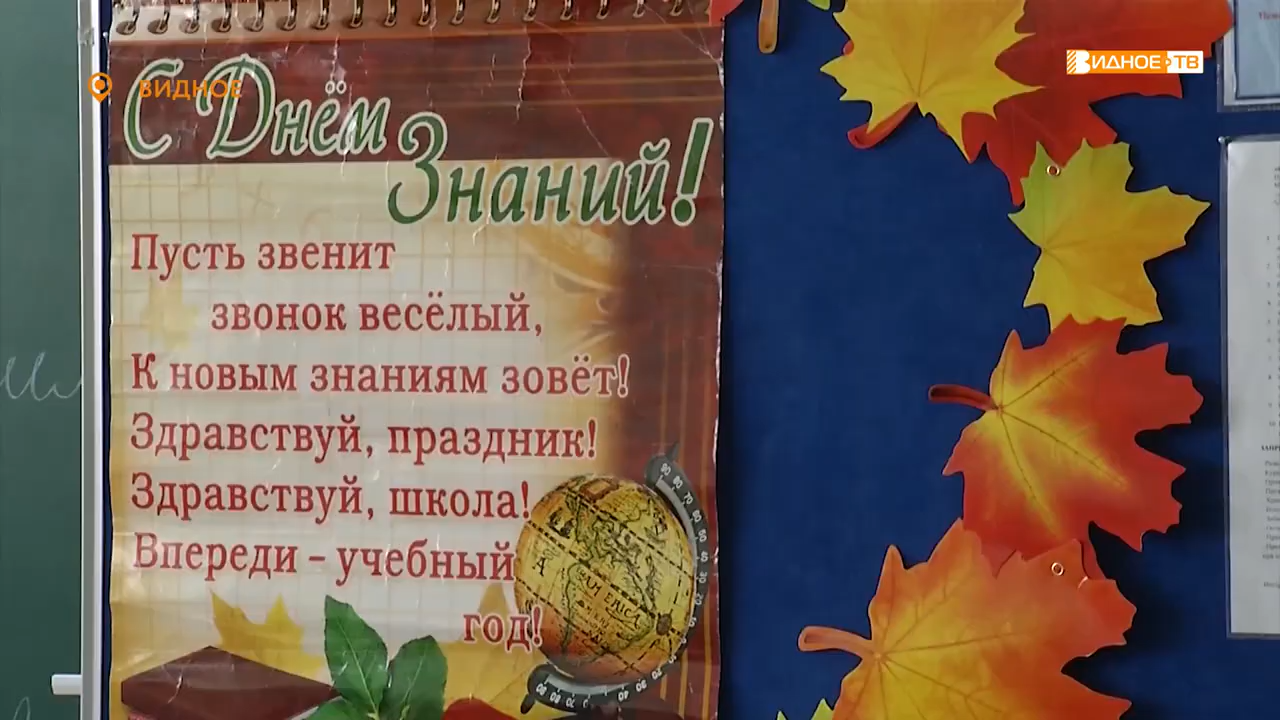 ВИДНОЕ
ВИДНОЕ ТВ
С Днём
Знаний!
Пусть звенит
звонок весёлый,
К новым знаниям зовёт!
Здравствуй, праздник!
Здравствуй, школа!
Впереди - учебный
год!